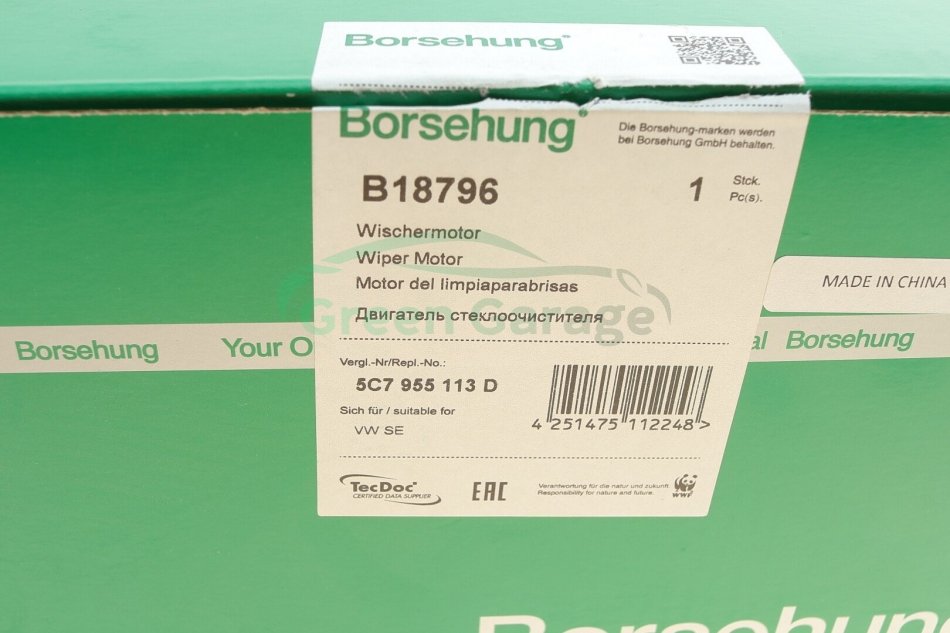 Borsehung®
Borsehung®
Die Borsehung-marken werden
bei Borsehung GmbH behalten.
B18796
1 Stck.
Pc(s).
Wischermotor
Wiper Motor
Motor del limpiaparabrisas
Двигатель стеклоочистителя
Green Garage
MADE IN CHINA
Borsehung Your O
al Borsehung
Vergl.-Nr/Repl.-No.:
5C7 955 113 D
Sich für / suitable for
VW SE
4 251475 112248 >
TecDoc®
CERTIFIED DATA SUPPLIER
EAC
Verantwortung für die natur und zukunft.
Responsibility for nature and future.
WWF
Borsehung